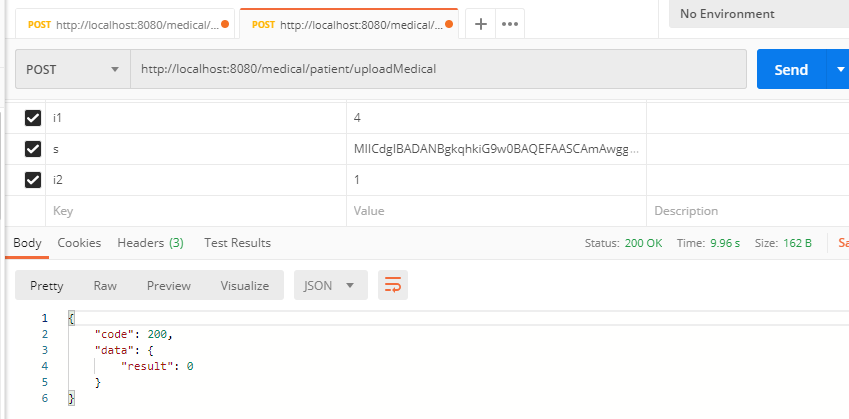 POST http://localhost:8080/medical/... POST http://localhost:8080/medical/... + ••• No Environment
POST http://localhost:8080/medical/patient/uploadMedical Send
i1 4
s MIICdgIBADANBgkqhkiG9w0BAQEFAASCAmAwgg...
i2 1
Key Value Description
Body Cookies Headers (3) Test Results Status: 200 OK Time: 9.96 s Size: 162 B Sa
Pretty Raw Preview Visualize JSON
1 {
2 "code": 200,
3 "data": {
4 "result": 0
5 }
6 }